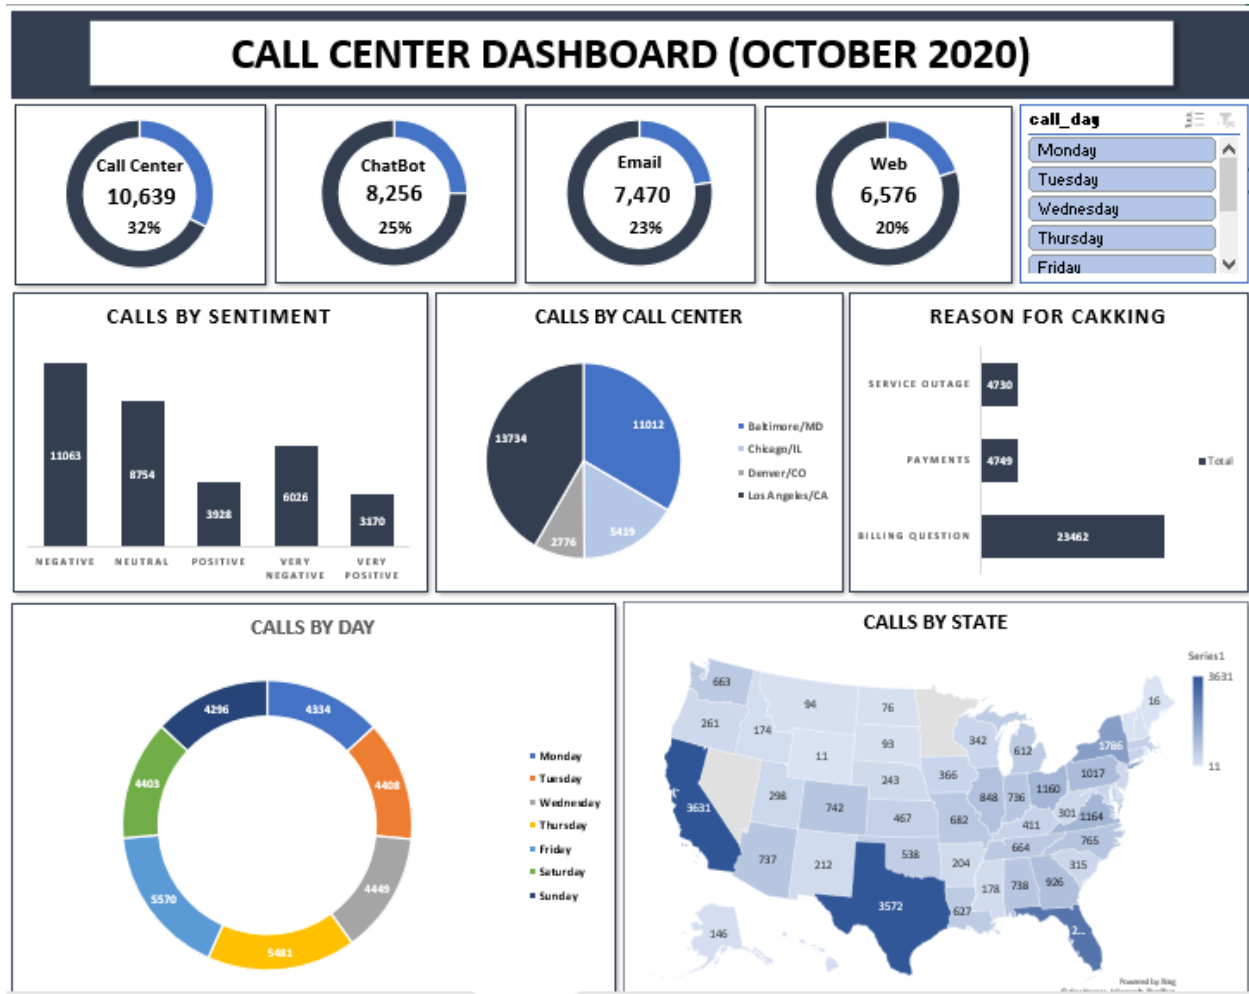 CALL CENTER DASHBOARD (OCTOBER 2020)
Call Center
10,639
32%
ChatBot
8,256
25%
Email
7,470
23%
Web
6,576
20%
call_day
Monday
Tuesday
Wednesday
Thursday
Friday
CALLS BY SENTIMENT
11063
8754
3928
6026
3170
NEGATIVE
NEUTRAL
POSITIVE
VERY
NEGATIVE
VERY
POSITIVE
CALLS BY CALL CENTER
13734
11012
2776
5419
Baltimore/MD
Chicago/IL
Denver/CO
Los Angeles/CA
REASON FOR CAKKING
SERVICE OUTAGE
4730
PAYMENTS
4749
Total
BILLING QUESTION
23462
CALLS BY DAY
4296
4334
4403
4408
5570
4449
5481
Monday
Tuesday
Wednesday
Thursday
Friday
Saturday
Sunday
CALLS BY STATE
Series1
3631
11
663
94
76
16
261
174
93
342
612
1786
11
243
366
1017
3631
298
742
848
736
1160
301
1164
467
682
411
765
737
212
538
204
664
315
178
738
926
3572
627
2...
146
Powered by Bing